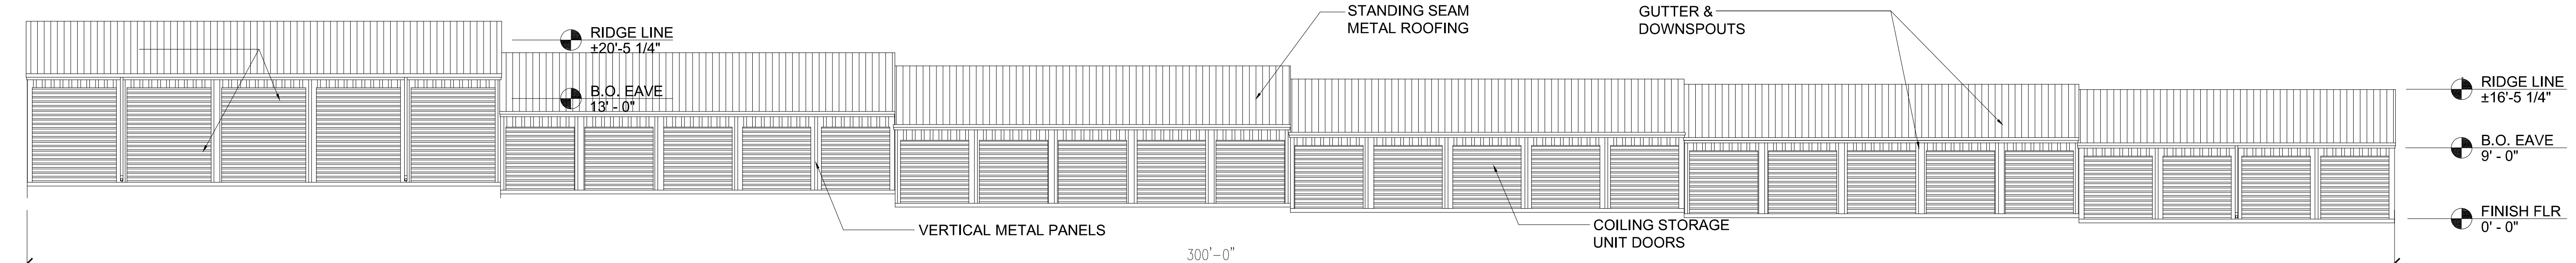 RIDGE LINE
±20'-5 1/4"
B.O. EAVE
13' - 0"
STANDING SEAM
METAL ROOFING
GUTTER &
DOWNSPOUTS
RIDGE LINE
±16'-5 1/4"
B.O. EAVE
9' - 0"
FINISH FLR
0' - 0"
VERTICAL METAL PANELS
COILING STORAGE
UNIT DOORS
300'-0"